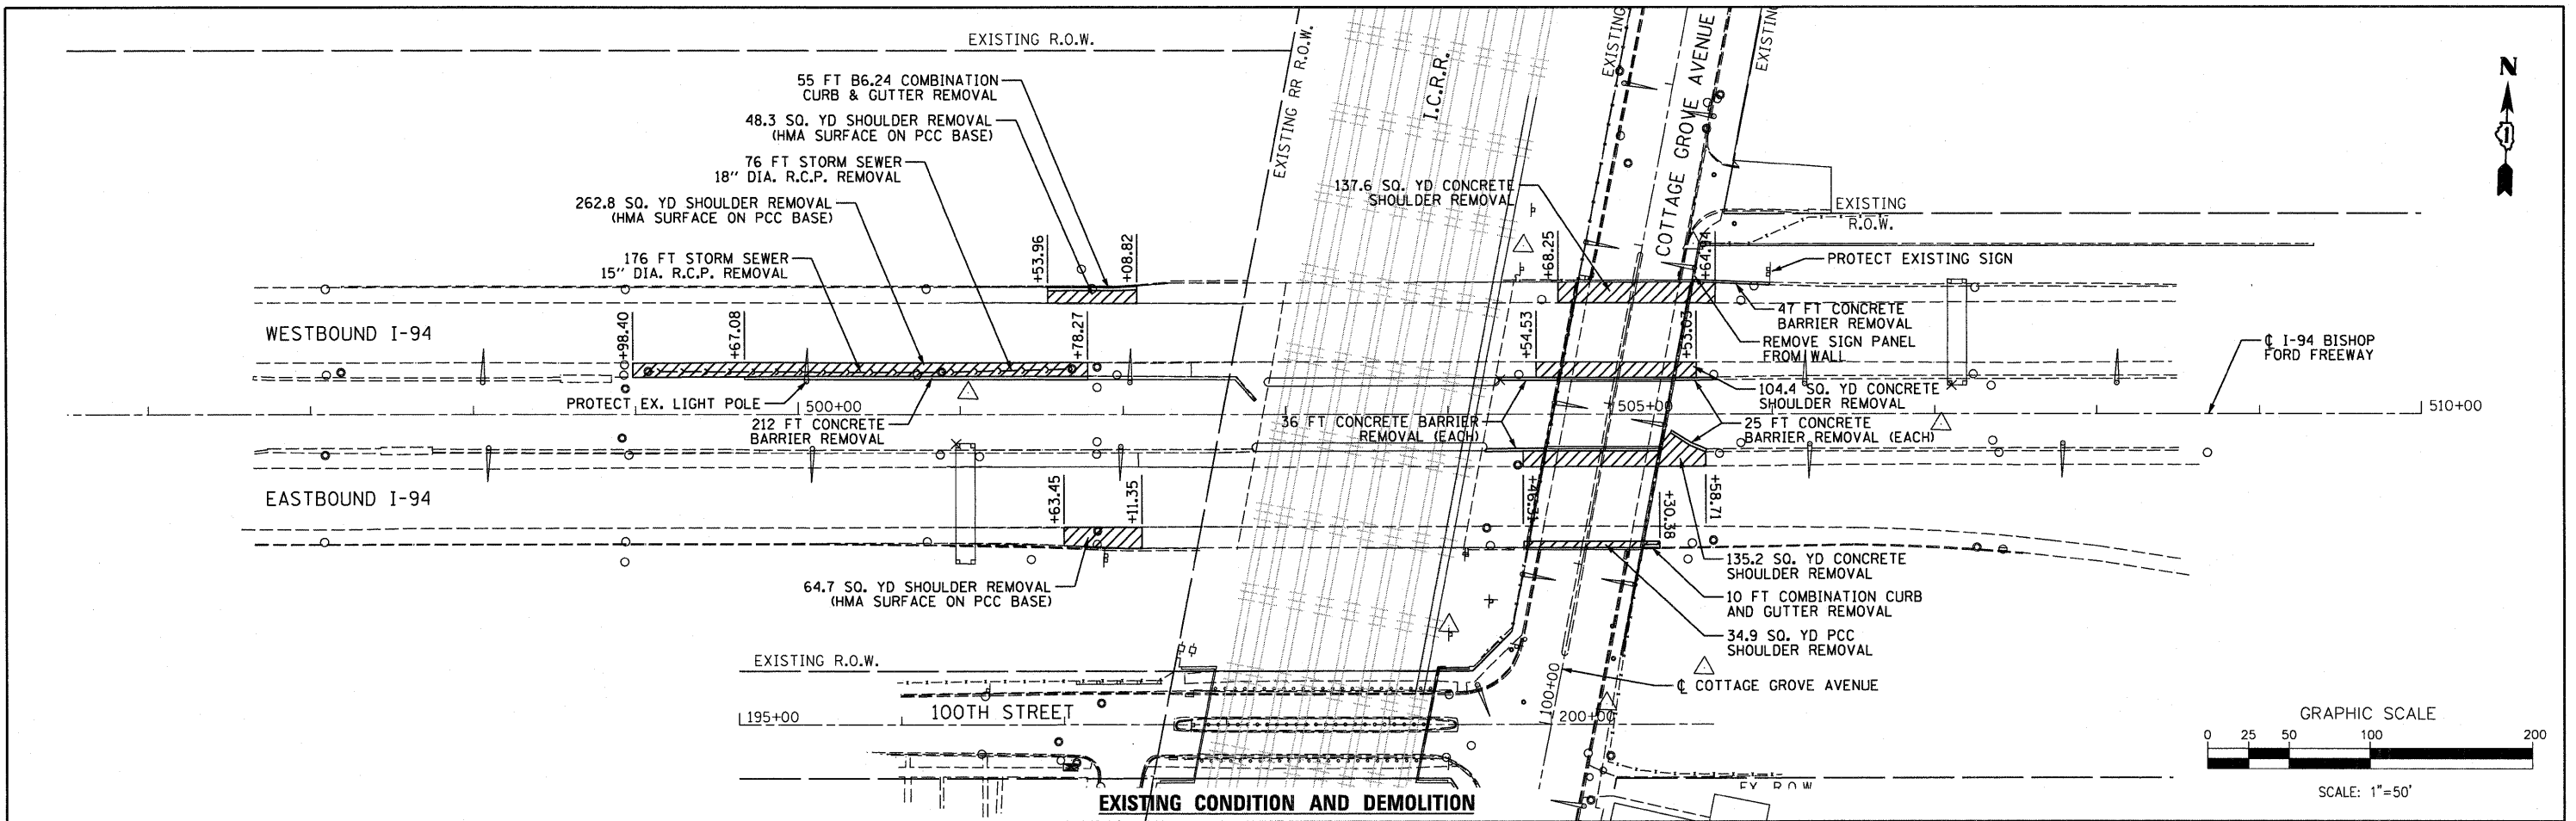 EXISTING R.O.W.
55 FT B6.24 COMBINATION
CURB & GUTTER REMOVAL
48.3 SQ. YD SHOULDER REMOVAL
(HMA SURFACE ON PCC BASE)
76 FT STORM SEWER
18" DIA. R.C.P. REMOVAL
262.8 SQ. YD SHOULDER REMOVAL
(HMA SURFACE ON PCC BASE)
176 FT STORM SEWER
15" DIA. R.C.P. REMOVAL
EXISTING RR R.O.W.
I.C.R.R.
EXISTING
COTTAGE GROVE AVENUE
EXISTING
COTTAGE GROVE AVENUE
N
1
137.6 SQ. YD CONCRETE
SHOULDER REMOVAL
EXISTING
R.O.W.
PROTECT EXISTING SIGN
+53.96
+08.82
+68.25
+64.94
47 FT CONCRETE
BARRIER REMOVAL
REMOVE SIGN PANEL
FROM WALL
WESTBOUND I-94
+98.40
+67.08
+78.27
+54.53
+53.03
℄ I-94 BISHOP
FORD FREEWAY
104.4 SQ. YD CONCRETE
SHOULDER REMOVAL
PROTECT EX. LIGHT POLE
500+00
505+00
510+00
212 FT CONCRETE
BARRIER REMOVAL
36 FT CONCRETE BARRIER
REMOVAL (EACH)
25 FT CONCRETE
BARRIER REMOVAL (EACH)
EASTBOUND I-94
+63.45
+11.35
+46.31
+30.38
+58.71
64.7 SQ. YD SHOULDER REMOVAL
(HMA SURFACE ON PCC BASE)
135.2 SQ. YD CONCRETE
SHOULDER REMOVAL
10 FT COMBINATION CURB
AND GUTTER REMOVAL
34.9 SQ. YD PCC
SHOULDER REMOVAL
EXISTING R.O.W.
℄ COTTAGE GROVE AVENUE
100+00
195+00
100TH STREET
200+00
GRAPHIC SCALE
0 25 50 100 200
SCALE: 1"=50'
EX. R.O.W.
EXISTING CONDITION AND DEMOLITION